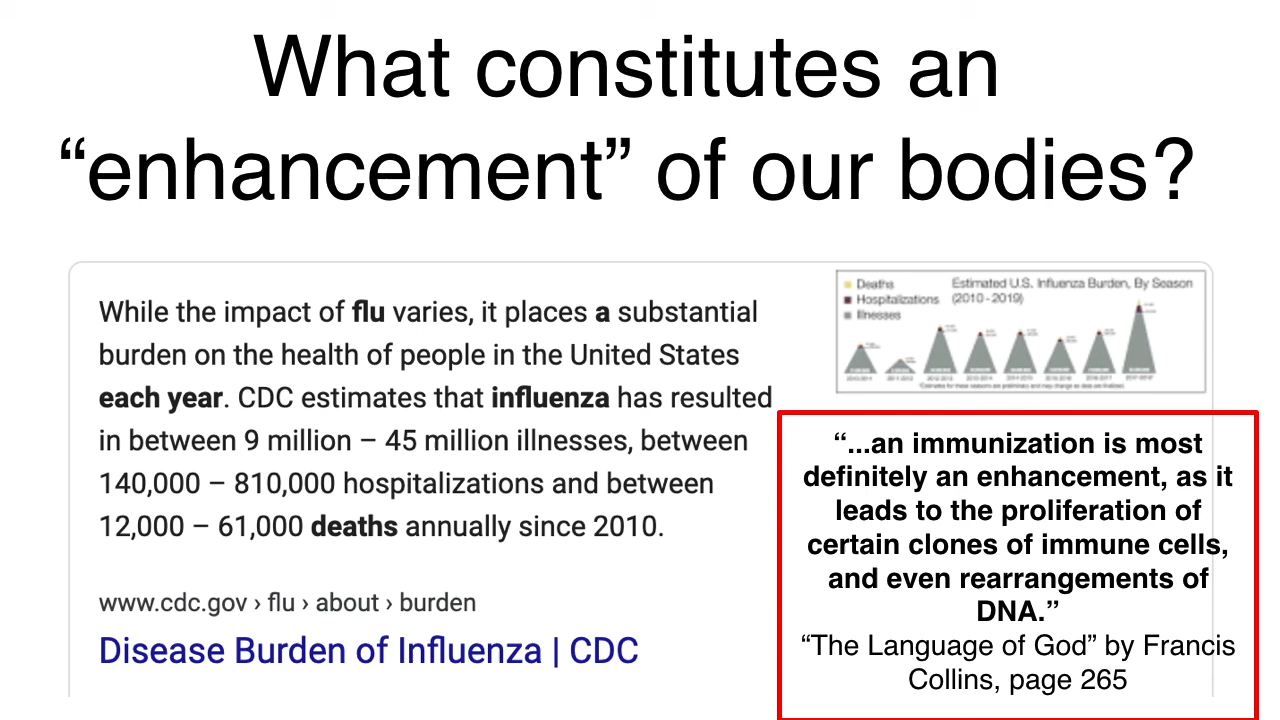 What constitutes an
“enhancement” of our bodies?
While the impact of flu varies, it places a substantial
burden on the health of people in the United States
each year. CDC estimates that influenza has resulted
in between 9 million – 45 million illnesses, between
140,000 – 810,000 hospitalizations and between
12,000 – 61,000 deaths annually since 2010.
www.cdc.gov › flu › about › burden
Disease Burden of Influenza | CDC
Deaths
Hospitalizations
Illnesses
Estimated U.S. Influenza Burden, By Season
(2010 - 2019)
“...an immunization is most
definitely an enhancement, as it
leads to the proliferation of
certain clones of immune cells,
and even rearrangements of
DNA.”
“The Language of God” by Francis
Collins, page 265